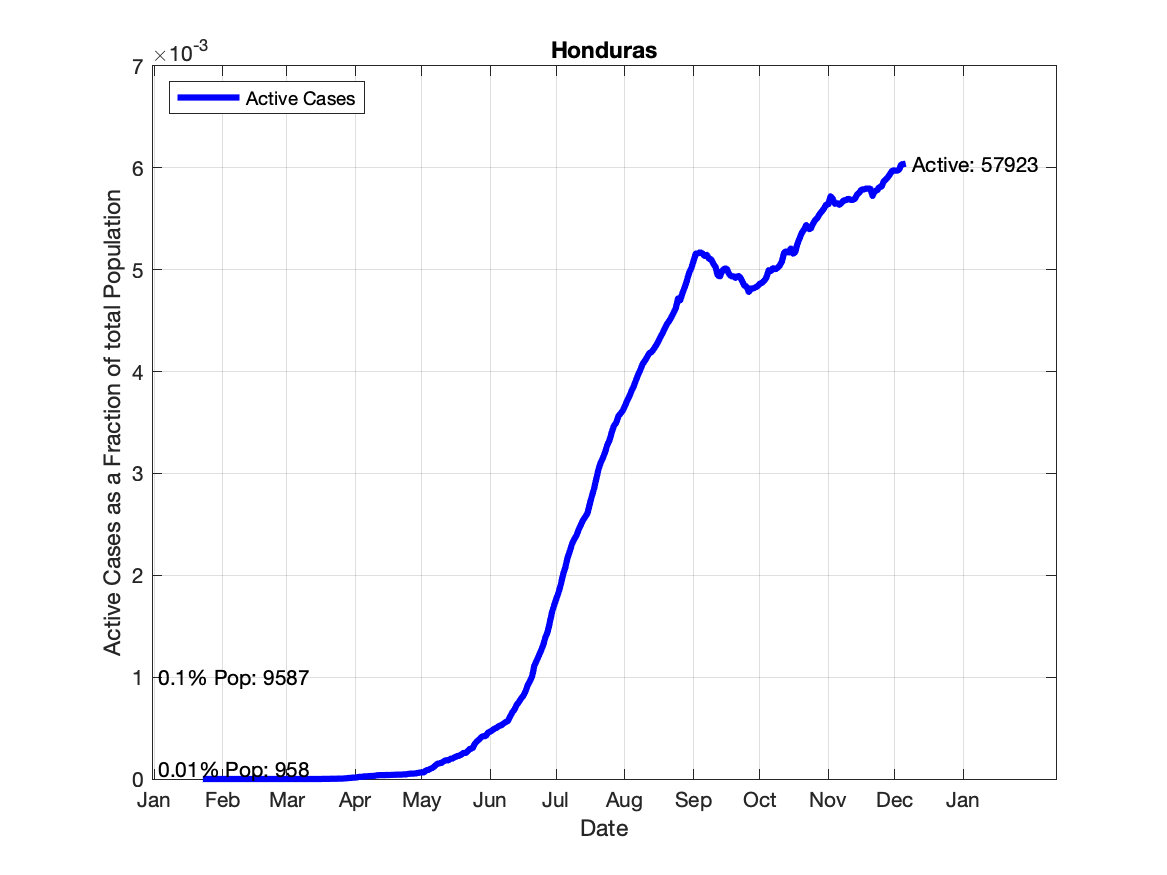 Honduras
×10-3
Active Cases
7
6
5
4
3
2
1
0
Active Cases as a Fraction of total Population
Active: 57923
0.1% Pop: 9587
0.01% Pop: 958
Jan Feb Mar Apr May Jun Jul Aug Sep Oct Nov Dec Jan
Date